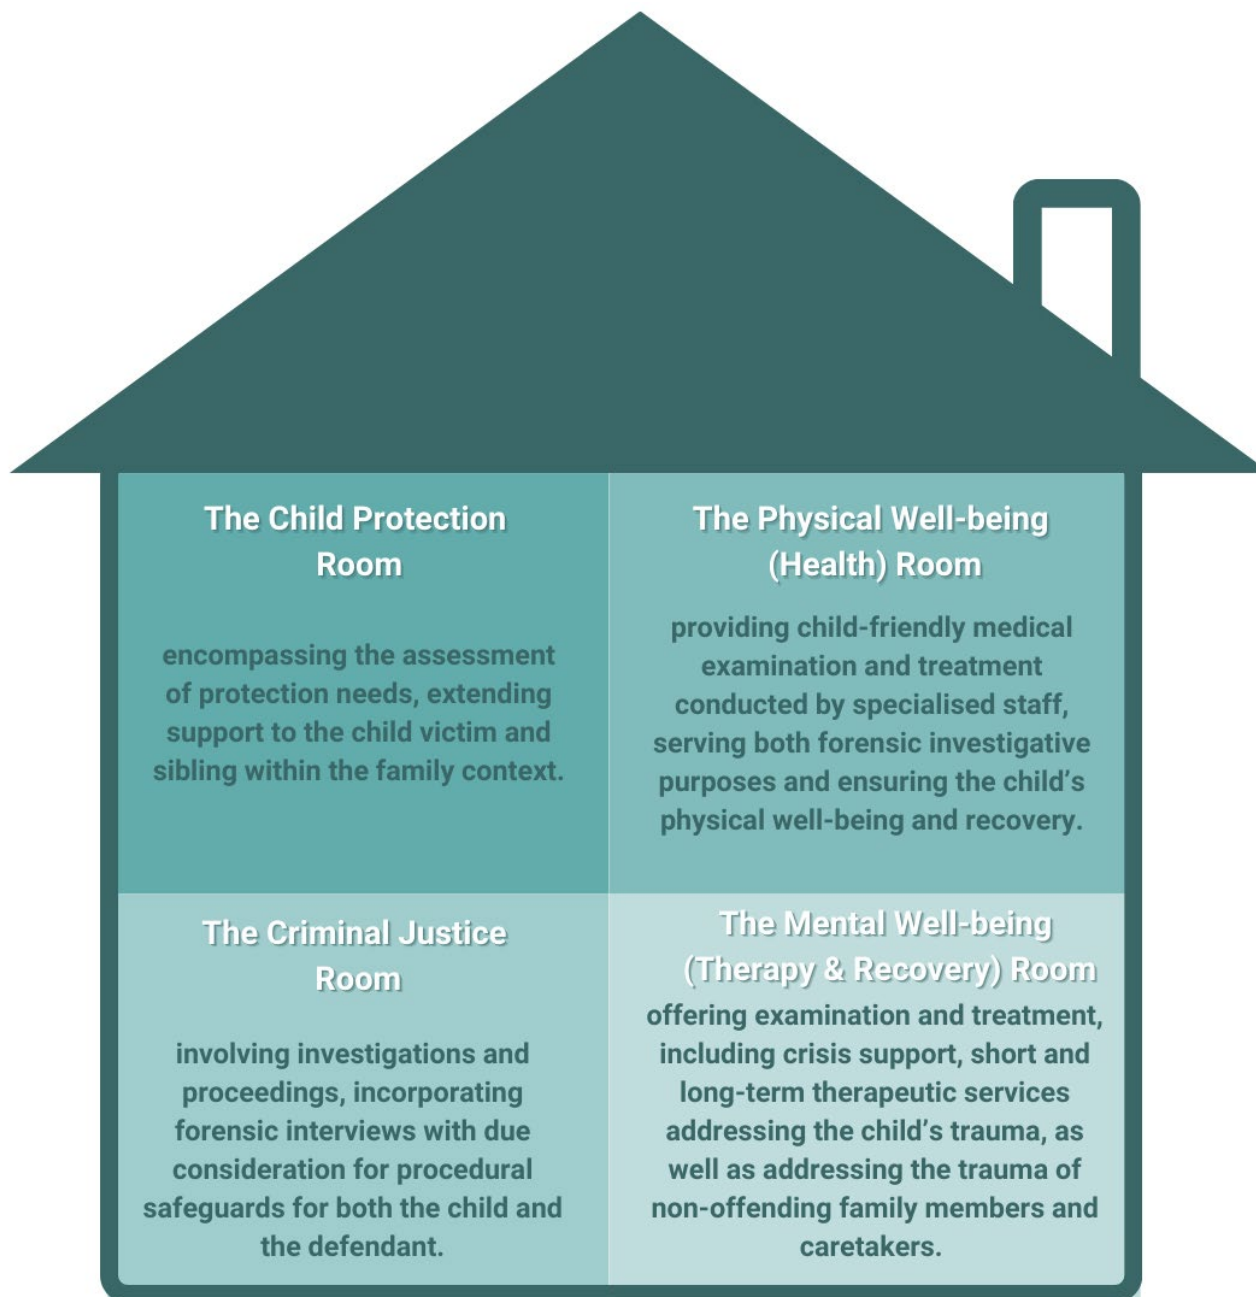 The Child Protection
Room
encompassing the assessment
of protection needs, extending
support to the child victim and
sibling within the family context.
The Physical Well-being
(Health) Room
providing child-friendly medical
examination and treatment
conducted by specialised staff,
serving both forensic investigative
purposes and ensuring the child’s
physical well-being and recovery.
The Criminal Justice
Room
involving investigations and
proceedings, incorporating
forensic interviews with due
consideration for procedural
safeguards for both the child and
the defendant.
The Mental Well-being
(Therapy & Recovery) Room
offering examination and treatment,
including crisis support, short and
long-term therapeutic services
addressing the child’s trauma, as
well as addressing the trauma of
non-offending family members and
caretakers.